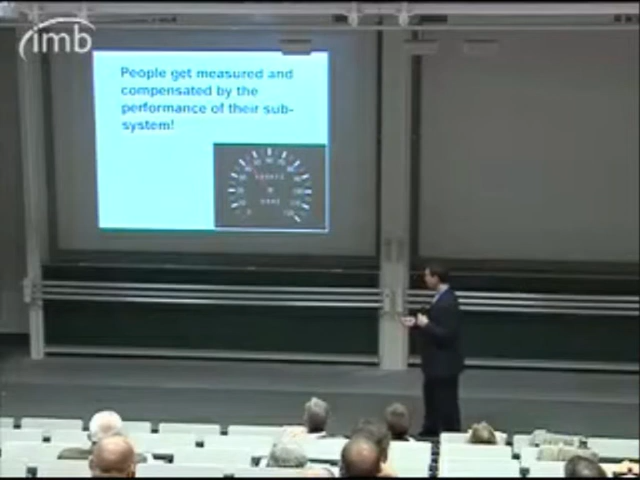 imb
People get measured and
compensated by the
performance of their sub-
system!